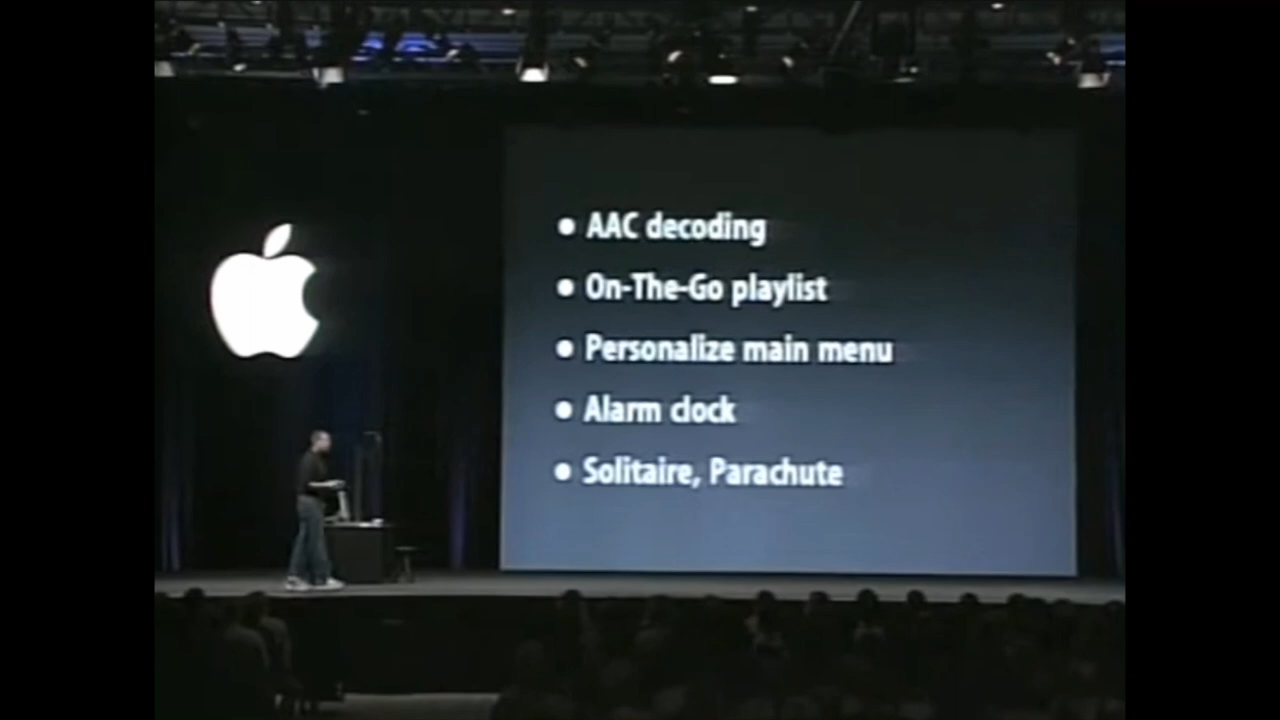 • AAC decoding
• On-The-Go playlist
• Personalize main menu
• Alarm clock
• Solitaire, Parachute